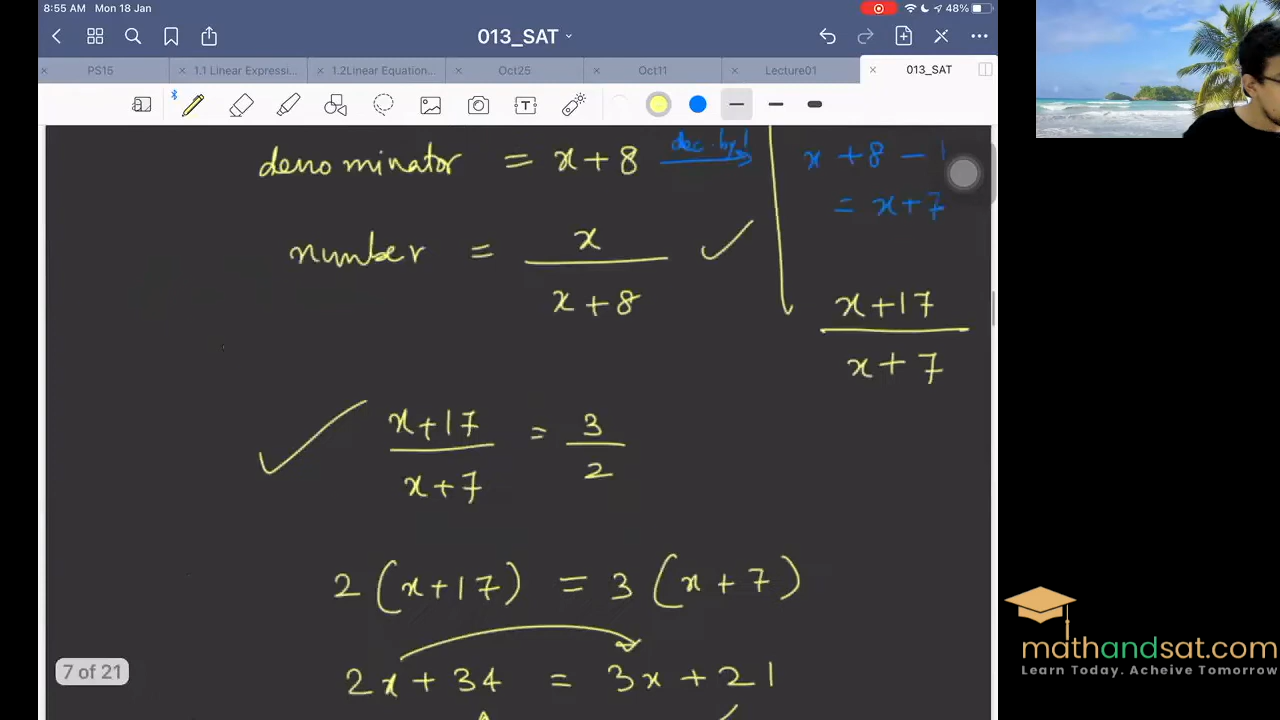 8:55 AM Mon 18 Jan
48%
013_SAT
PS15
1.1 Linear Expressi...
1.2Linear Equation...
Oct25
Oct11
Lecture01
013_SAT
denominator = x+8
dec. by 1
x+8-1
= x+7
number = x/(x+8)
(x+17)/(x+7)
(x+17)/(x+7) = 3/2
2(x+17) = 3(x+7)
2x+34 = 3x+21
7 of 21
mathandsat.com
Learn Today. Acheive Tomorrow